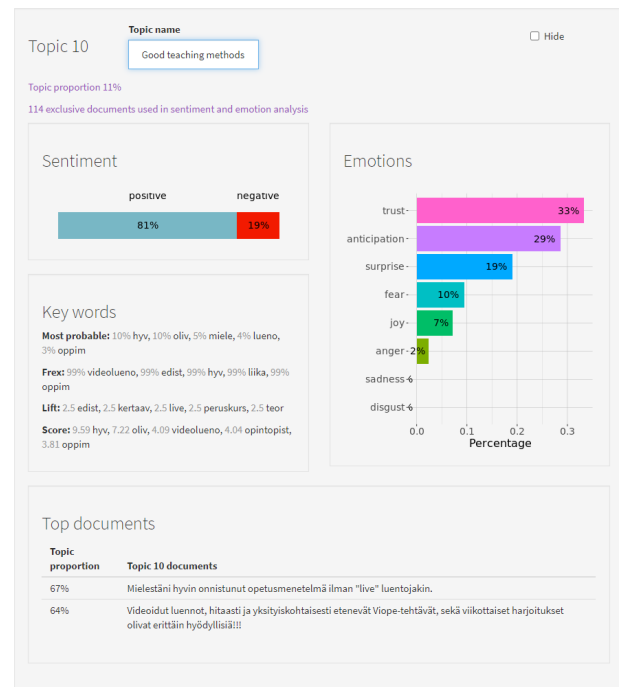 Topic 10
Topic name
Good teaching methods
Hide
Topic proportion 11%
114 exclusive documents used in sentiment and emotion analysis
Sentiment
positive negative
81% 19%
Key words
Most probable: 10% hyv, 10% oliv, 5% miele, 4% lueno,
3% oppim
Frex: 99% videolueno, 99% edist, 99% hyv, 99% liika, 99%
oppim
Lift: 2.5 edist, 2.5 kertaav, 2.5 live, 2.5 peruskurs, 2.5 teor
Score: 9.59 hyv, 7.22 oliv, 4.09 videolueno, 4.04 opintopist,
3.81 oppim
Emotions
trust 33%
anticipation 29%
surprise 19%
fear 10%
joy 7%
anger 2%
sadness
disgust
0.0 0.1 0.2 0.3
Percentage
Top documents
Topic
proportion Topic 10 documents
67% Mielestäni hyvin onnistunut opetusmenetelmä ilman "live" luentojakin.
64% Videoidut luennot, hitaasti ja yksityiskohtaisesti etenevät Viope-tehtävät, sekä viikottaiset harjoitukset
olivat erittäin hyödyllisiä!!!